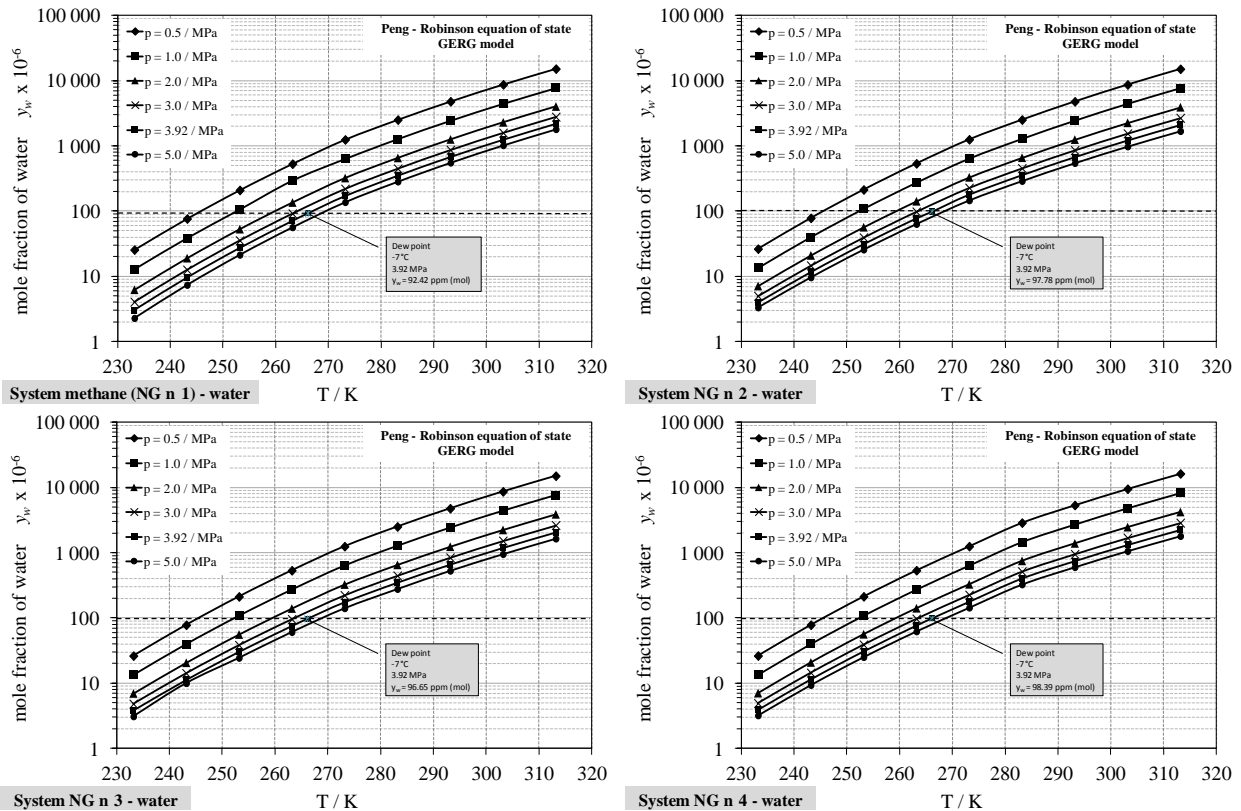 100 000
10 000
1 000
100
10
1
mole fraction of water y_w x 10^-6
p = 0.5 / MPa
p = 1.0 / MPa
p = 2.0 / MPa
p = 3.0 / MPa
p = 3.92 / MPa
p = 5.0 / MPa
Peng - Robinson equation of state
GERG model
Dew point
-7°C
3.92 MPa
y_w = 92.42 ppm (mol)
230 240 250 260 270 280 290 300 310 320
System methane (NG n 1) - water
T / K
100 000
10 000
1 000
100
10
1
mole fraction of water y_w x 10^-6
p = 0.5 / MPa
p = 1.0 / MPa
p = 2.0 / MPa
p = 3.0 / MPa
p = 3.92 / MPa
p = 5.0 / MPa
Peng - Robinson equation of state
GERG model
Dew point
-7°C
3.92 MPa
y_w = 97.78 ppm (mol)
230 240 250 260 270 280 290 300 310 320
System NG n 2 - water
T / K
100 000
10 000
1 000
100
10
1
mole fraction of water y_w x 10^-6
p = 0.5 / MPa
p = 1.0 / MPa
p = 2.0 / MPa
p = 3.0 / MPa
p = 3.92 / MPa
p = 5.0 / MPa
Peng - Robinson equation of state
GERG model
Dew point
-7°C
3.92 MPa
y_w = 96.65 ppm (mol)
230 240 250 260 270 280 290 300 310 320
System NG n 3 - water
T / K
100 000
10 000
1 000
100
10
1
mole fraction of water y_w x 10^-6
p = 0.5 / MPa
p = 1.0 / MPa
p = 2.0 / MPa
p = 3.0 / MPa
p = 3.92 / MPa
p = 5.0 / MPa
Peng - Robinson equation of state
GERG model
Dew point
-7°C
3.92 MPa
y_w = 98.39 ppm (mol)
230 240 250 260 270 280 290 300 310 320
System NG n 4 - water
T / K